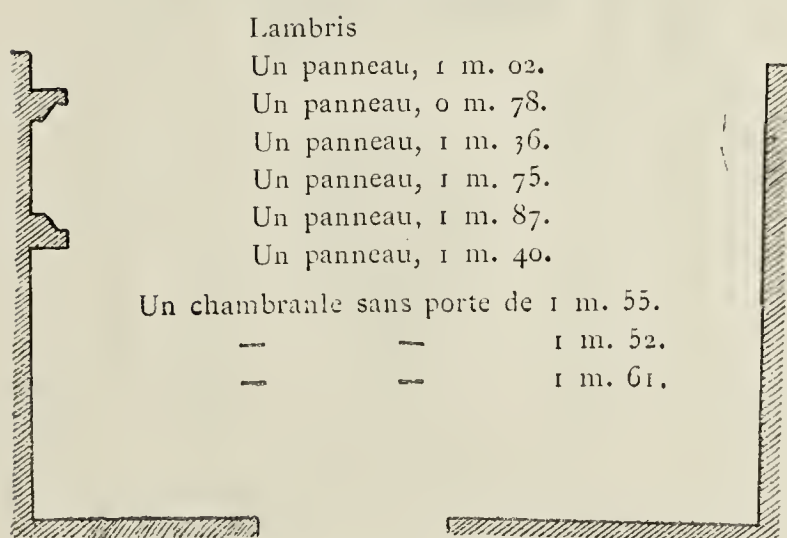 Lambris
Un panneau, 1 m. 02.
Un panneau, 0 m. 78.
Un panneau, 1 m. 36.
Un panneau, 1 m. 75.
Un panneau, 1 m. 87.
Un panneau, 1 m. 40.
Un chambranle sans porte de 1 m. 55.
— — 1 m. 52.
— — 1 m. 61.